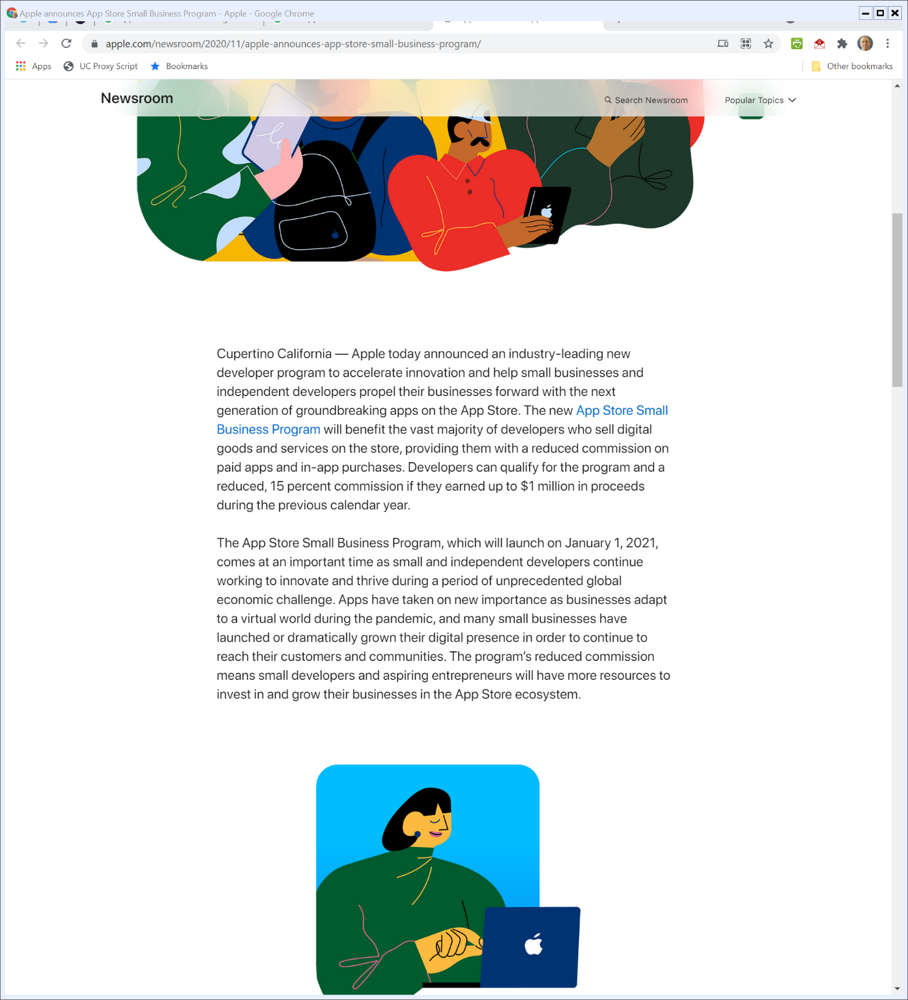 Apple announces App Store Small Business Program - Apple - Google Chrome
apple.com/newsroom/2020/11/apple-announces-app-store-small-business-program/
Apps
UC Proxy Script
Bookmarks
Other bookmarks
Newsroom
Search Newsroom
Popular Topics
Cupertino California — Apple today announced an industry-leading new
developer program to accelerate innovation and help small businesses and
independent developers propel their businesses forward with the next
generation of groundbreaking apps on the App Store. The new App Store Small
Business Program will benefit the vast majority of developers who sell digital
goods and services on the store, providing them with a reduced commission on
paid apps and in-app purchases. Developers can qualify for the program and a
reduced, 15 percent commission if they earned up to $1 million in proceeds
during the previous calendar year.
The App Store Small Business Program, which will launch on January 1, 2021,
comes at an important time as small and independent developers continue
working to innovate and thrive during a period of unprecedented global
economic challenge. Apps have taken on new importance as businesses adapt
to a virtual world during the pandemic, and many small businesses have
launched or dramatically grown their digital presence in order to continue to
reach their customers and communities. The program’s reduced commission
means small developers and aspiring entrepreneurs will have more resources to
invest in and grow their businesses in the App Store ecosystem.